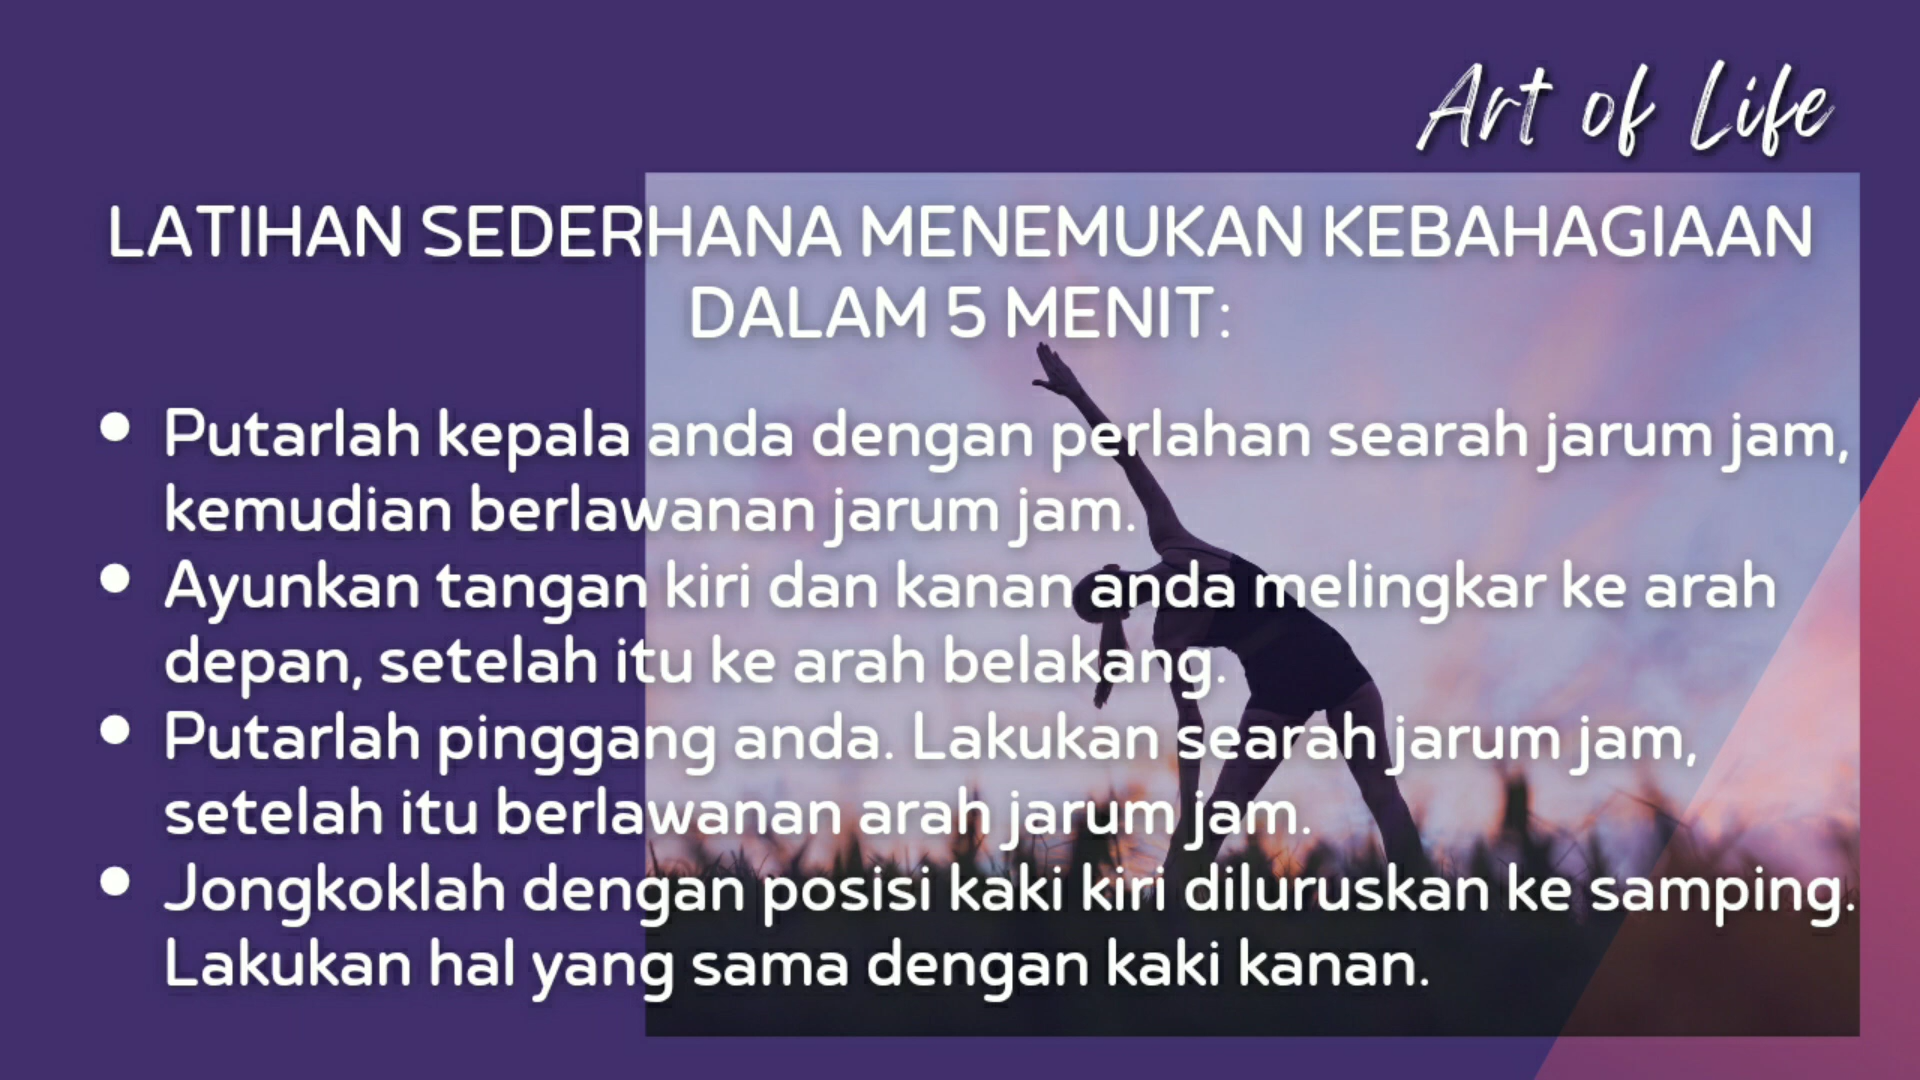 Art of Life
LATIHAN SEDERHANA MENEMUKAN KEBAHAGIAAN
DALAM 5 MENIT:
• Putarlah kepala anda dengan perlahan searah jarum jam,
kemudian berlawanan jarum jam.
• Ayunkan tangan kiri dan kanan anda melingkar ke arah
depan, setelah itu ke arah belakang.
• Putarlah pinggang anda. Lakukan searah jarum jam,
setelah itu berlawanan arah jarum jam.
• Jongkoklah dengan posisi kaki kiri diluruskan ke samping.
Lakukan hal yang sama dengan kaki kanan.